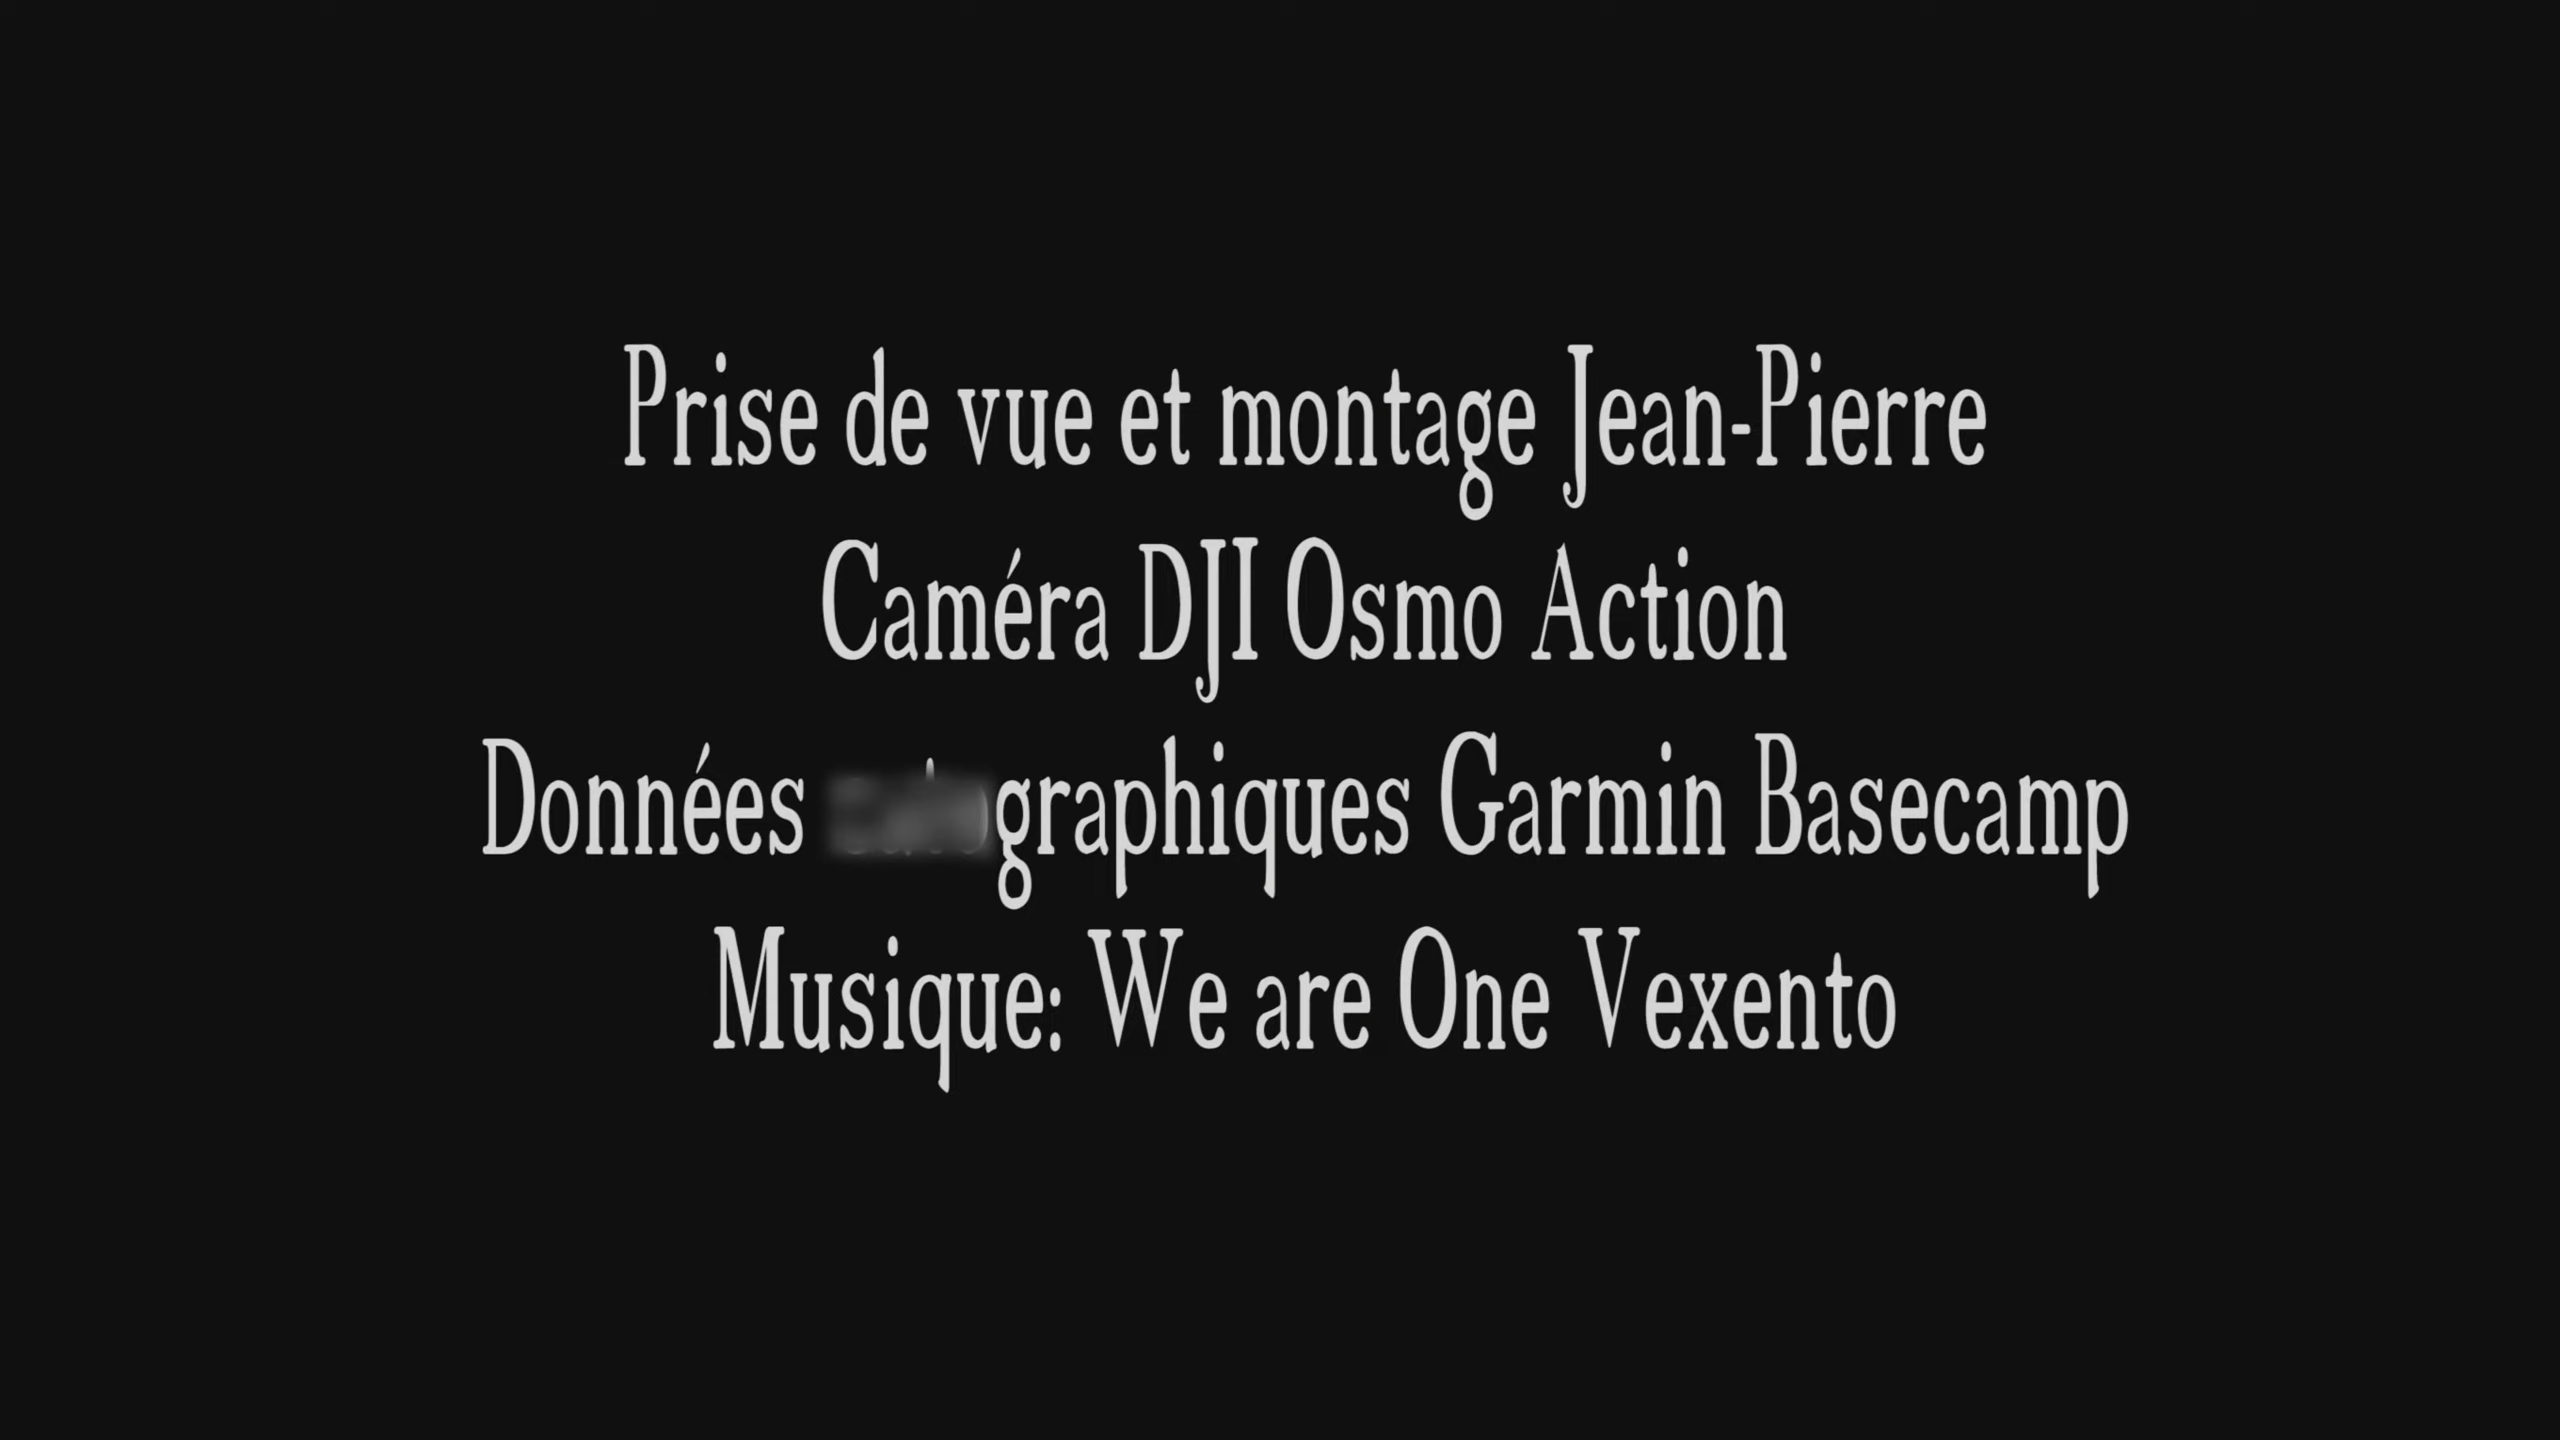 Prise de vue et montage Jean-Pierre
Caméra DJI Osmo Action
Données Garmin Basecamp
Musique: We are One Vexento